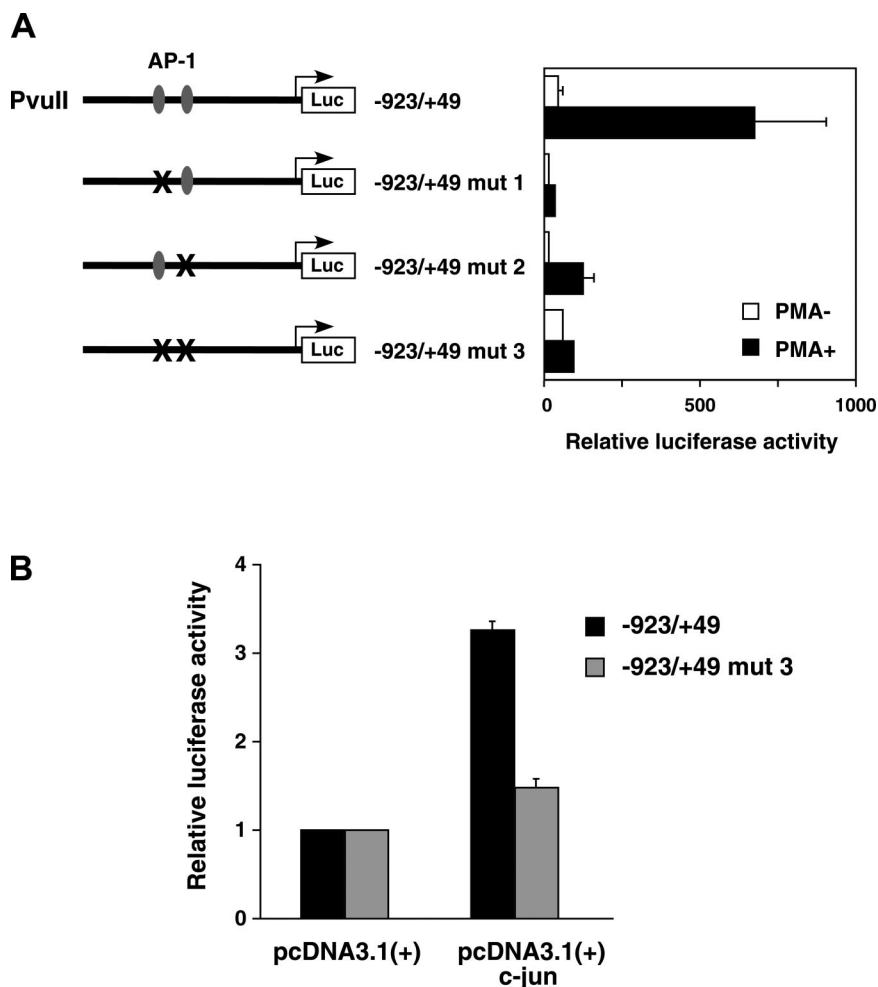 A
AP-1
PvuII
Luc
-923/+49
Luc
-923/+49 mut 1
Luc
-923/+49 mut 2
Luc
-923/+49 mut 3
PMA-
PMA+
0
500
1000
Relative luciferase activity
B
Relative luciferase activity
4
3
2
1
0
-923/+49
-923/+49 mut 3
pcDNA3.1(+)
pcDNA3.1(+)
c-jun